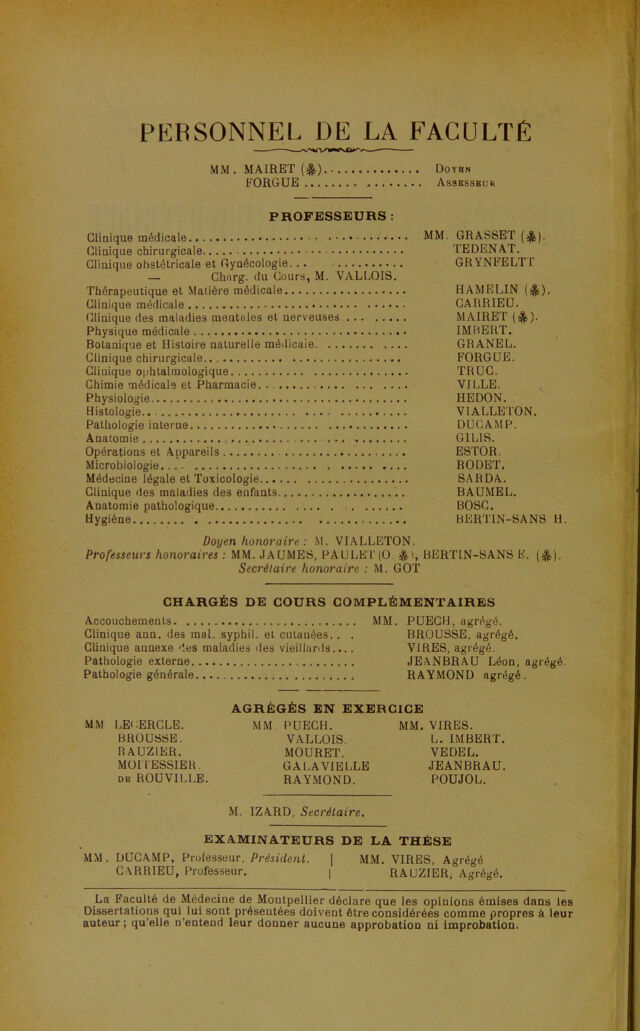 PERSONNEL DE LA FACULTÉ
MM. MAIRET (✻) .............. DOYEN
FORGUE ................ ASSESSEUR
PROFESSEURS :
Clinique médicale................ MM. GRASSET (✻).
Clinique chirurgicale................ TEDENAT.
Clinique obstétricale et Gynécologie... .......... GRYNFELTT
— Charg. du Cours, M. VALLOIS.
Thérapeutique et Matière médicale................ HAMELIN (✻).
Clinique médicale................ CARRIEU.
Clinique des maladies mentales et nerveuses......... MAIRET (✻).
Physique médicale................ IMBERT.
Botanique et Histoire naturelle médicale.......... GRANEL.
Clinique chirurgicale................ FORGUE.
Clinique ophtalmologique................ TRUC.
Chimie médicale et Pharmacie................ VILLE.
Physiologie................ HEDON.
Histologie................ VIALLETON.
Pathologie interne................ DUCAMP.
Anatomie................ GILIS.
Opérations et Appareils................ ESTOR.
Microbiologie................ RODET.
Médecine légale et Toxicologie................ SARDA.
Clinique des maladies des enfants................ BAUMEL.
Anatomie pathologique................ BOSC.
Hygiène................ BERTIN-SANS H.
Doyen honoraire : M. VIALLETON.
Professeurs honoraires : MM. JAUMES, PAULET (O. ✻), BERTIN-SANS E. (✻).
Secrétaire honoraire : M. GOT
CHARGÉS DE COURS COMPLÉMENTAIRES
Accouchements................ MM. PUECH, agrégé.
Clinique ann. des mal. syphil. et cutanées... BROUSSE, agrégé.
Clinique annexe des maladies des vieillards.... VIRES, agrégé.
Pathologie externe................ JEANBRAU Léon, agrégé.
Pathologie générale................ RAYMOND agrégé.
AGRÉGÉS EN EXERCICE
MM LECERCLE. MM. PUECH. MM. VIRES.
BROUSSE. VALLOIS. L. IMBERT.
RAUZIER. MOURET. VEDEL.
MOITESSIER. GALAVIELLE JEANBRAU.
DE ROUVILLE. RAYMOND. POUJOL.
M. IZARD, Secrétaire.
EXAMINATEURS DE LA THÈSE
MM. DUCAMP, Professeur, Président. | MM. VIRES, Agrégé
CARRIEU, Professeur. | RAUZIER, Agrégé.
La Faculté de Médecine de Montpellier déclare que les opinions émises dans les
Dissertations qui lui sont présentées doivent être considérées comme propres à leur
auteur; qu'elle n'entend leur donner aucune approbation ni improbation.